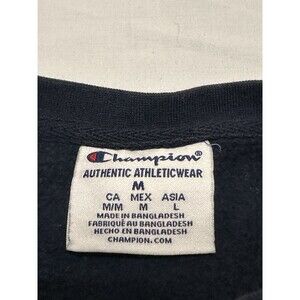 Champion®
AUTHENTIC ATHLETICWEAR
M
CA MEX ASIA
M/M M L
MADE IN BANGLADESH
FABRIQUÉ AU BANGLADESH
HECHO EN BANGLADESH
CHAMPION.COM